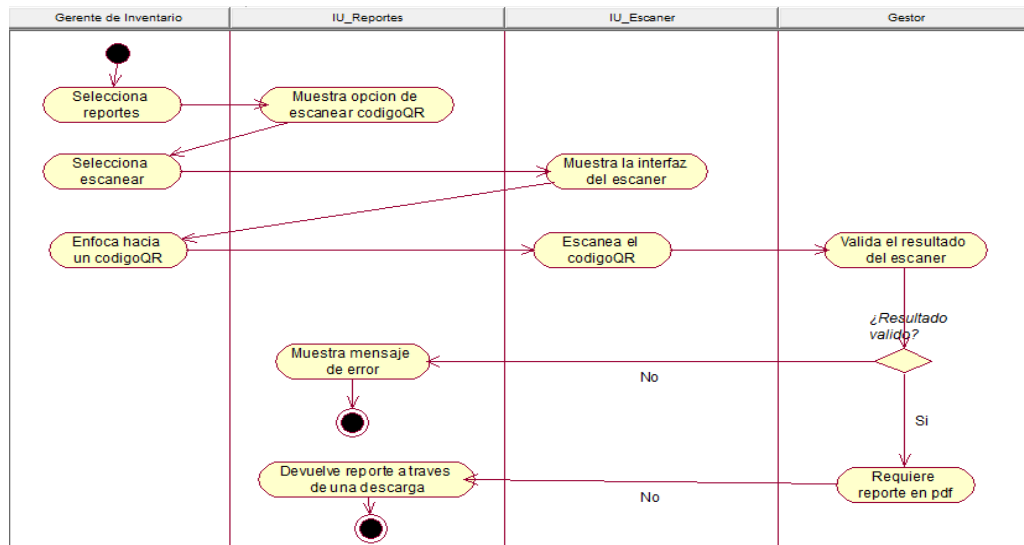 Gerente de Inventario
IU_Reportes
IU_Escaner
Gestor
Selecciona
reportes
Muestra opcion de
escanear codigoQR
Selecciona
escanear
Muestra la interfaz
del escaner
Enfoca hacia
un codigoQR
Escanea el
codigoQR
Valida el resultado
del escaner
¿Resultado
valido?
Muestra mensaje
de error
No
Si
Devuelve reporte a traves
de una descarga
No
Requiere
reporte en pdf